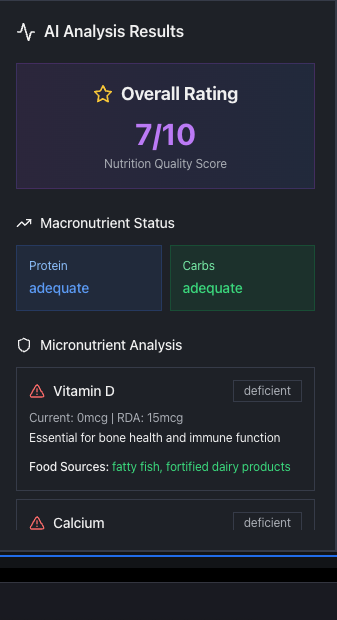 AI Analysis Results
Overall Rating
7/10
Nutrition Quality Score
Macronutrient Status
Protein
adequate
Carbs
adequate
Micronutrient Analysis
Vitamin D
deficient
Current: 0mcg | RDA: 15mcg
Essential for bone health and immune function
Food Sources: fatty fish, fortified dairy products
Calcium
deficient